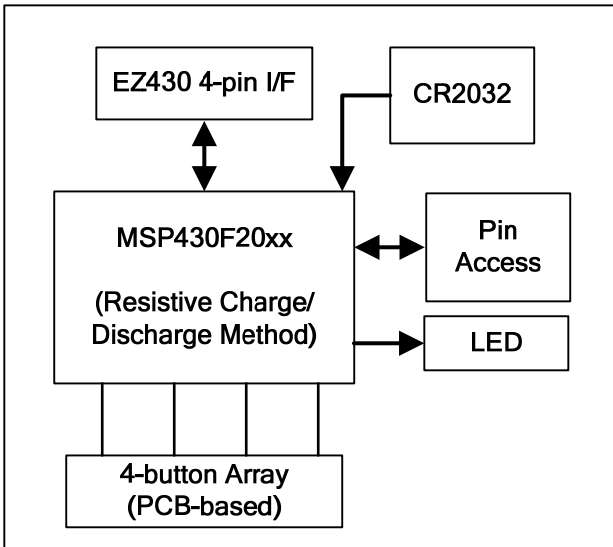 EZ430 4-pin I/F
CR2032
MSP430F20xx
(Resistive Charge/
Discharge Method)
Pin
Access
LED
4-button Array
(PCB-based)